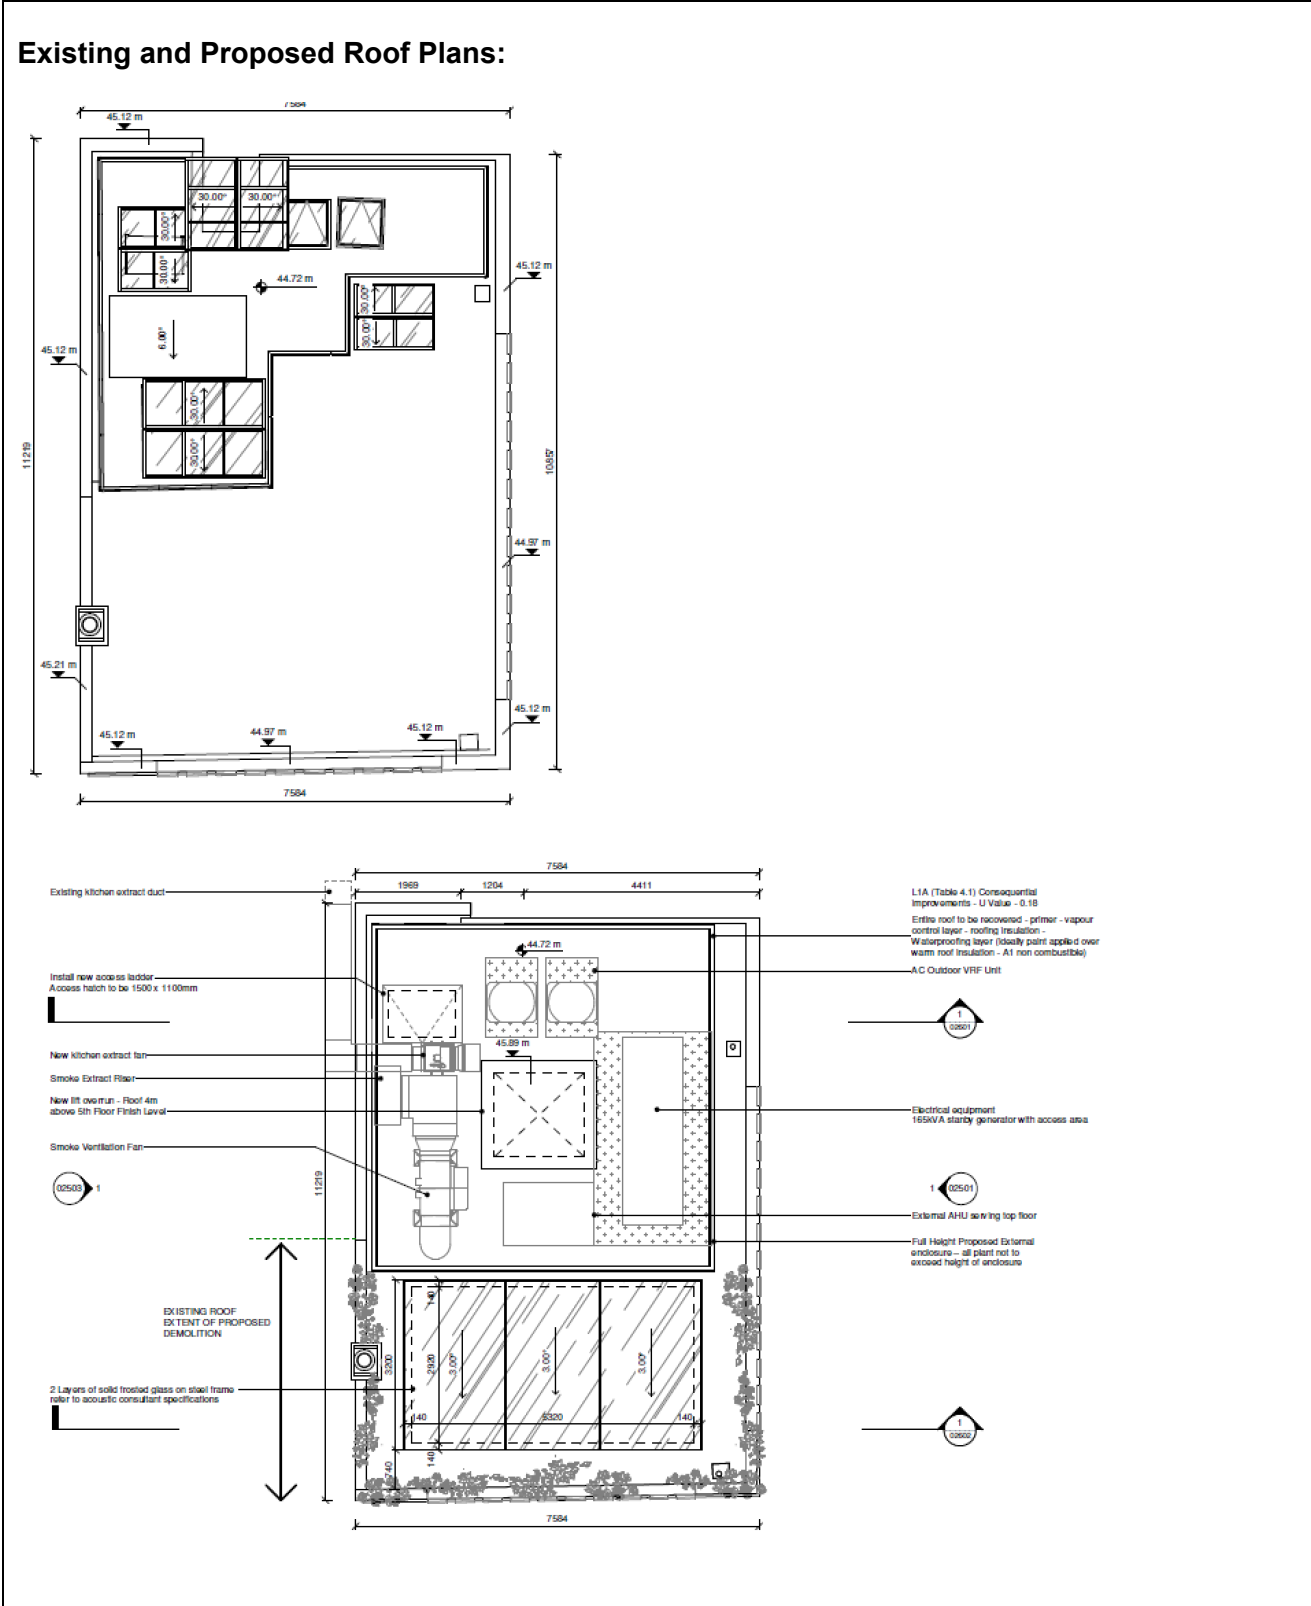 Existing and Proposed Roof Plans:
7584
45.12 m
30.00° 30.00°
30.00°
30.00°
44.72 m
45.12 m
30.00°
30.00°
6.00°
45.12 m
30.00°
30.00°
11219
10857
44.97 m
45.21 m
45.12 m
44.97 m
45.12 m
45.12 m
7584
7584
1969 1204 4411
Existing kitchen extract duct
L1A (Table 4.1) Consequential
Improvements - U Value - 0.18
Entire roof to be recovered - primer - vapour
control layer - roofing insulation -
Waterproofing layer (ideally paint applied over
warm roof insulation - A1 non combustible)
44.72 m
AC Outdoor VRF Unit
Install new access ladder
Access hatch to be 1500 x 1100mm
1
02601
45.89 m
New kitchen extract fan
Smoke Extract Riser
New lift overrun - Roof 4m
above 5th Floor Finish Level
Electrical equipment
165kVA stanby generator with access area
Smoke Ventilation Fan
02503 1
1 02501
11219
External AHU serving top floor
Full Height Proposed External
enclosure – all plant not to
exceed height of enclosure
EXISTING ROOF
EXTENT OF PROPOSED
DEMOLITION
140
3200
2920
3.00°
3.00°
3.00°
2 Layers of solid frosted glass on steel frame
refer to acoustic consultant specifications
140 5320 140
1
02602
140
740
7584